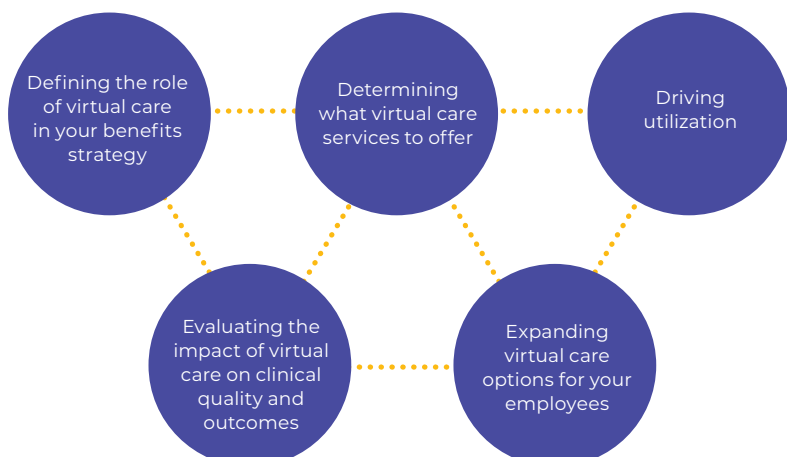 Defining the role
of virtual care
in your benefits
strategy
Determining
what virtual care
services to offer
Driving
utilization
Evaluating the
impact of virtual
care on clinical
quality and
outcomes
Expanding
virtual care
options for your
employees